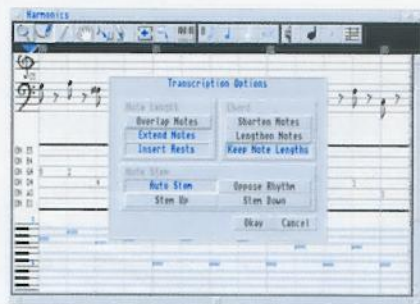 Harmonics
Transcription Options
Note Length
Overlap Notes
Extend Notes
Insert Rests
Chord
Shorten Notes
Lengthen Notes
Keep Note Lengths
Note Stem
Auto Stem
Stem Up
Oppose Rhythm
Stem Down
Okay Cancel